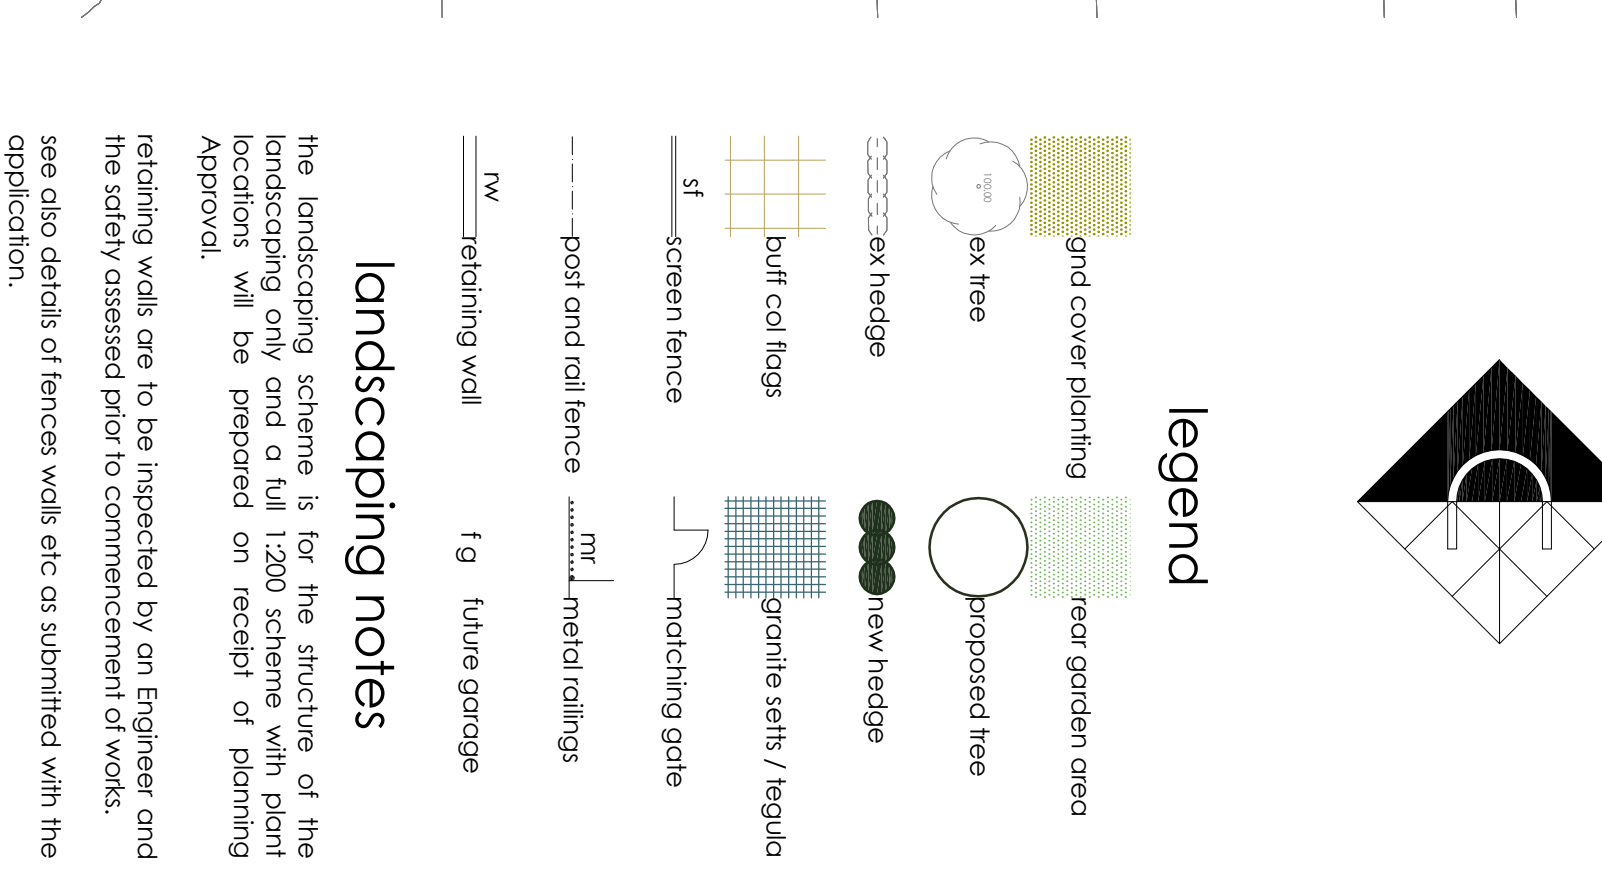 legend
gnd cover planting
rear garden area
100.00
ex tree
proposed tree
ex hedge
new hedge
buff col flags
granite setts / tegula
sf
screen fence
matching gate
post and rail fence
mr
metal railings
rw
retaining wall
f g
future garage
landscaping notes
the landscaping scheme is for the structure of the
landscaping only and a full 1:200 scheme with plant
locations will be prepared on receipt of planning
Approval.
retaining walls are to be inspected by an Engineer and
the safety assessed prior to commencement of works.
see also details of fences walls etc as submitted with the
application.